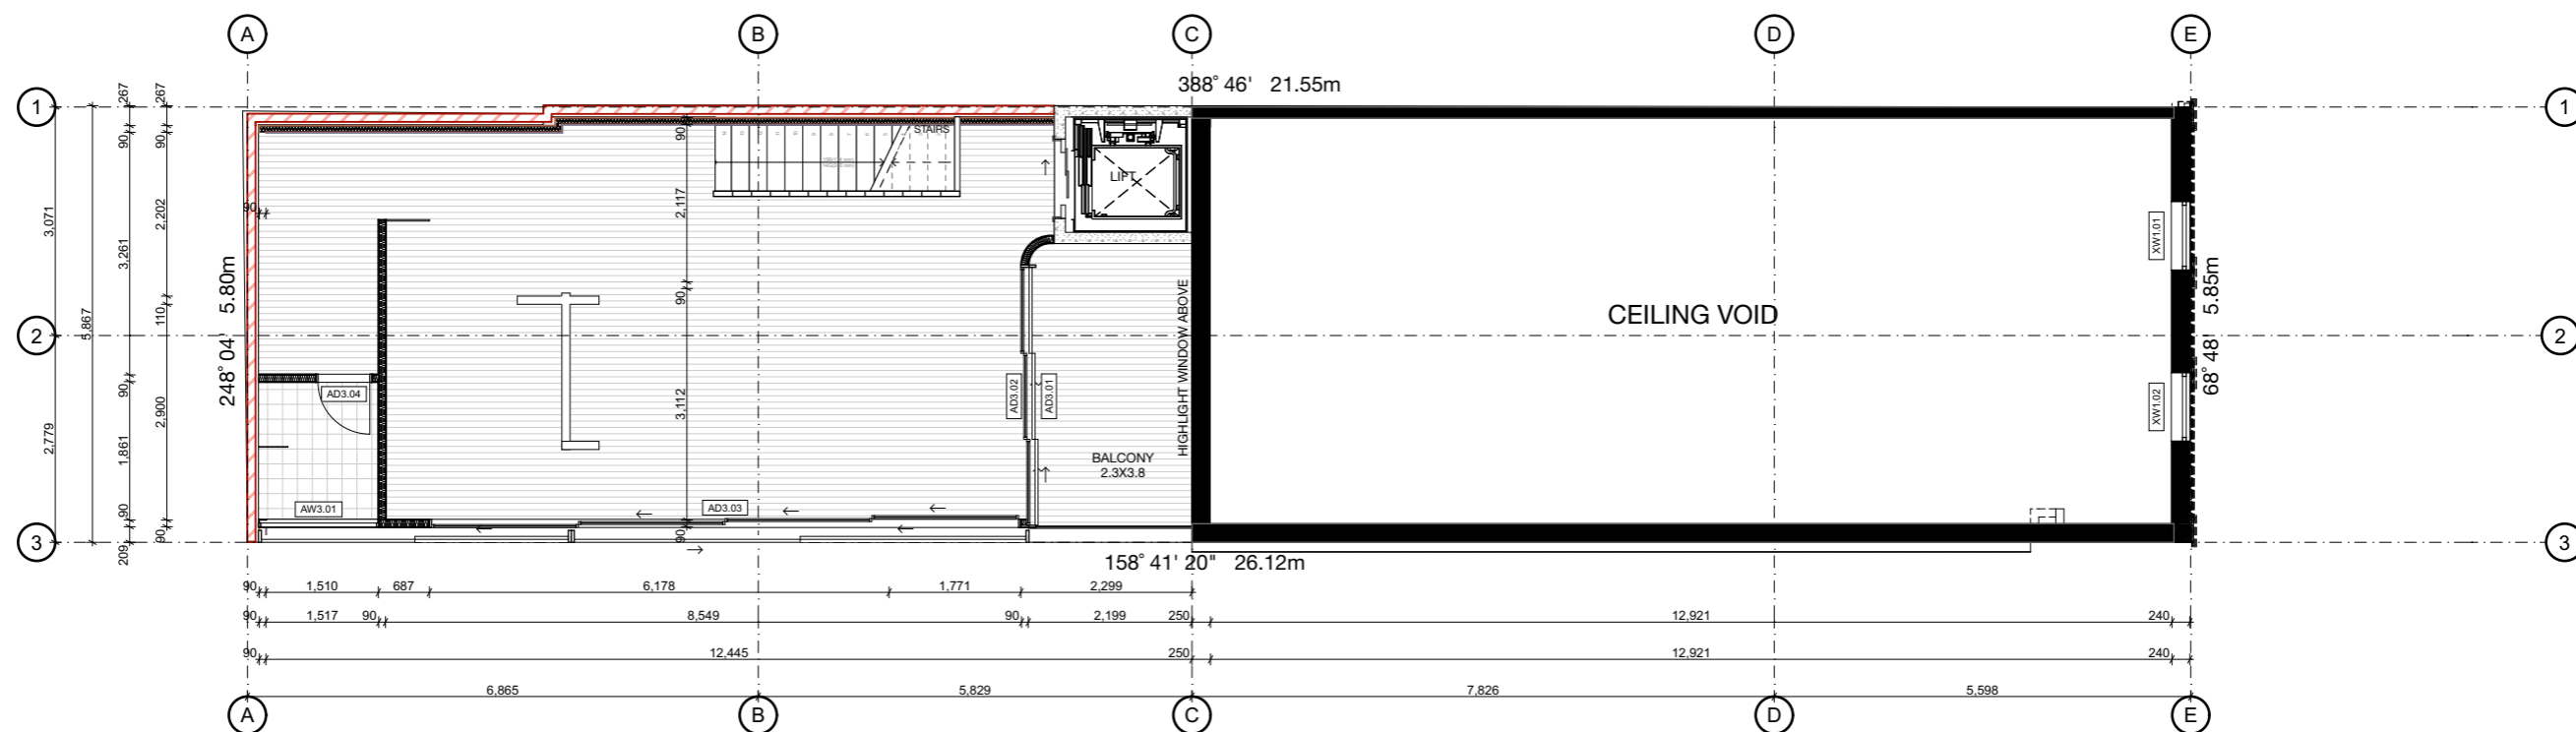 A
B
C
D
E
388° 46' 21.55m
1
1
267
267
90
90
90
STAIRS
LIFT
3,071
3,261
2,202
90
2,117
XW1.01
248° 04' 5.80m
5,867
110
90
HIGHLIGHT WINDOW ABOVE
CEILING VOID
68° 48' 5.85m
2
2
2,779
90
1,861
2,900
3,112
AD3.04
AD3.02
AD3.01
XW1.02
BALCONY
2.3X3.8
AW3.01
AD3.03
90
90
90
209
3
3
158° 41' 20" 26.12m
90
1,510
687
6,178
1,771
2,299
90
1,517
90
8,549
90
2,199
250
12,921
240
90
12,445
250
12,921
240
6,865
5,829
7,826
5,598
A
B
C
D
E